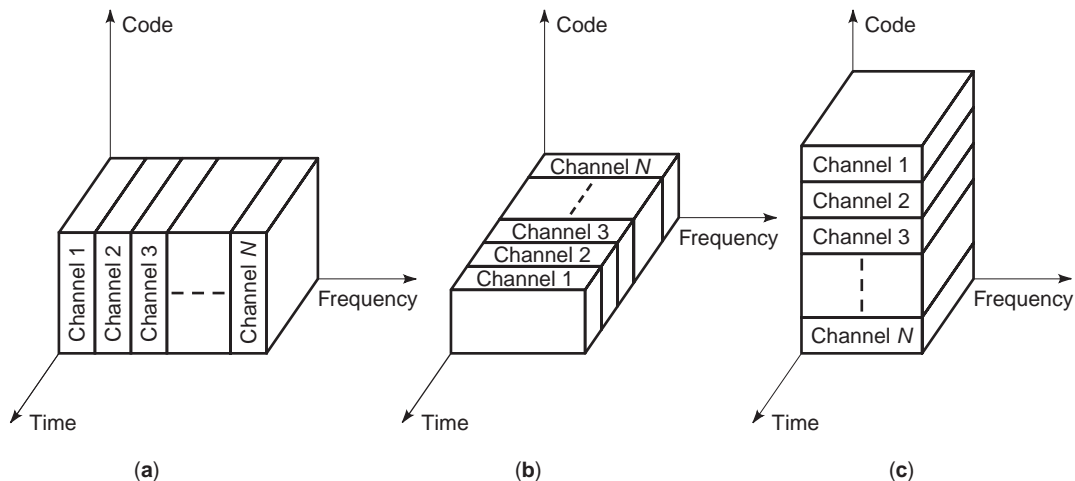 Code
Channel 1
Channel 2
Channel 3
Channel N
Frequency
Time
(a)
Code
Channel N
Channel 3
Channel 2
Channel 1
Frequency
Time
(b)
Code
Channel 1
Channel 2
Channel 3
Channel N
Frequency
Time
(c)